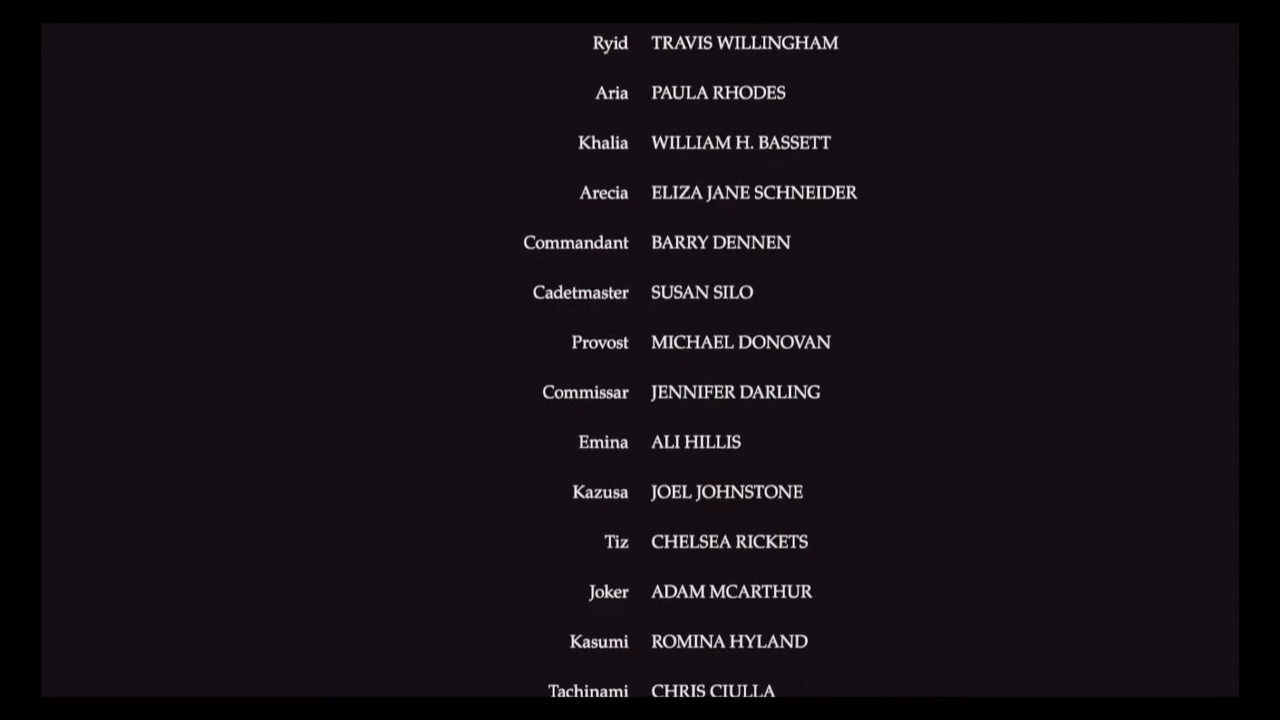 Ryid TRAVIS WILLINGHAM
Aria PAULA RHODES
Khalia WILLIAM H. BASSETT
Arecia ELIZA JANE SCHNEIDER
Commandant BARRY DENNEN
Cadetmaster SUSAN SILO
Provost MICHAEL DONOVAN
Commissar JENNIFER DARLING
Emina ALI HILLIS
Kazusa JOEL JOHNSTONE
Tiz CHELSEA RICKETS
Joker ADAM MCARTHUR
Kasumi ROMINA HYLAND
Tachinami CHRIS CIULLA